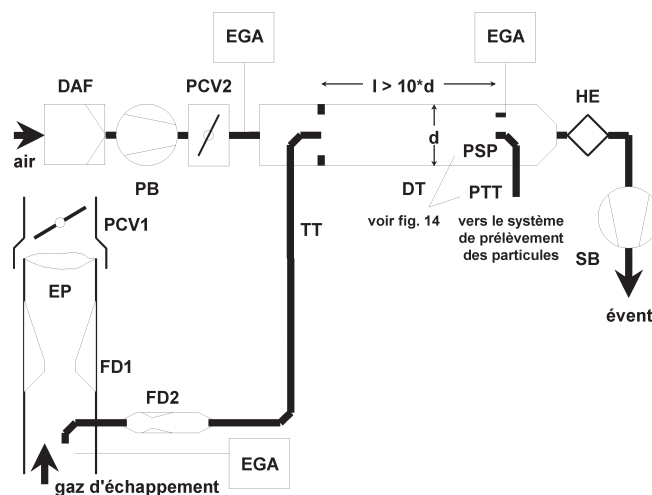 EGA
EGA
DAF
PCV2
l > 10*d
HE
air
d
PSP
PB
DT
PTT
PCV1
voir fig. 14
vers le système
de prélèvement
des particules
TT
SB
EP
évent
FD1
FD2
EGA
gaz d'échappement